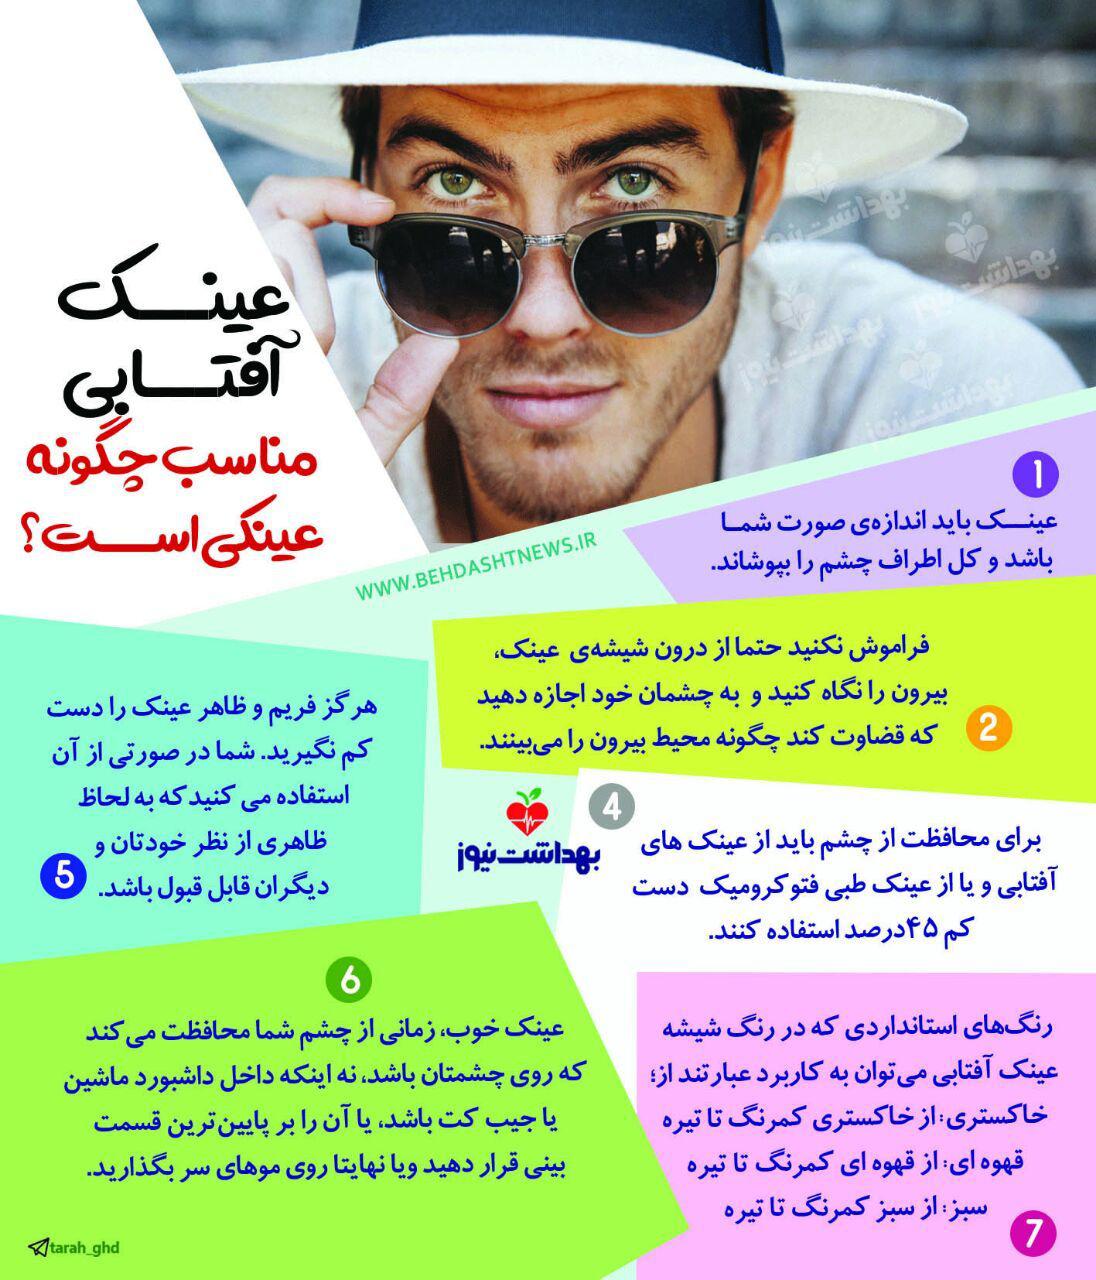 عینک
آفتابی
مناسب چگونه
عینکی است؟
بهداشت نیوز
بهداشت نیوز
بهداشت نیوز
بهداشت نیوز
WWW.BEHDASHTNEWS.IR
1
عینک باید اندازه‌ی صورت شما
باشد و کل اطراف چشم را بپوشاند.
2
فراموش نکنید حتما از درون شیشه‌ی عینک،
بیرون را نگاه کنید و به چشمان خود اجازه دهید
که قضاوت کند چگونه محیط بیرون را می‌بینند.
4
برای محافظت از چشم باید از عینک های
آفتابی و یا از عینک طبی فتوکرومیک دست
کم ۴۵درصد استفاده کنند.
بهداشت نیوز
5
هرگز فریم و ظاهر عینک را دست
کم نگیرید. شما در صورتی از آن
استفاده می کنید که به لحاظ
ظاهری از نظر خودتان و
دیگران قابل قبول باشد.
6
عینک خوب، زمانی از چشم شما محافظت می‌کند
که روی چشمتان باشد، نه اینکه داخل داشبورد ماشین
یا جیب کت باشد، یا آن را بر پایین‌ترین قسمت
بینی قرار دهید ویا نهایتا روی موهای سر بگذارید.
7
رنگ‌های استانداردی که در رنگ شیشه
عینک آفتابی می‌توان به کاربرد عبارتند از؛
خاکستری: از خاکستری کمرنگ تا تیره
قهوه ای: از قهوه ای کمرنگ تا تیره
سبز: از سبز کمرنگ تا تیره
tarah_ghd